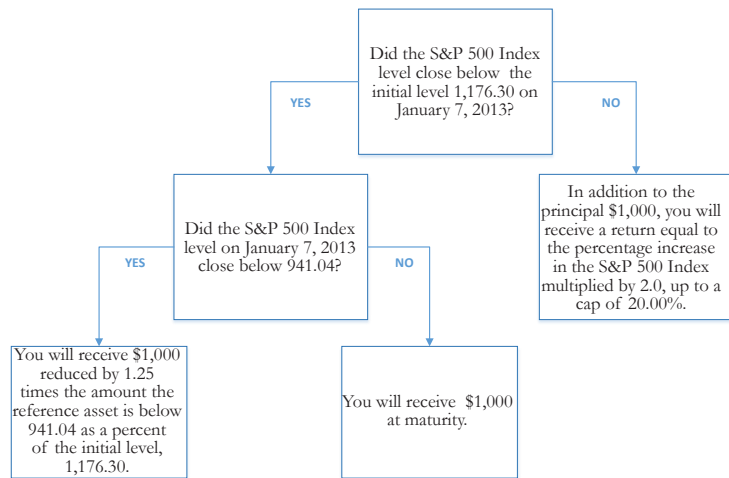 Did the S&P 500 Index
level close below the
initial level 1,176.30 on
January 7, 2013?
YES
NO
Did the S&P 500 Index
level on January 7, 2013
close below 941.04?
In addition to the
principal $1,000, you will
receive a return equal to
the percentage increase
in the S&P 500 Index
multiplied by 2.0, up to a
cap of 20.00%.
YES
NO
You will receive $1,000
reduced by 1.25
times the amount the
reference asset is below
941.04 as a percent
of the initial level,
1,176.30.
You will receive $1,000
at maturity.